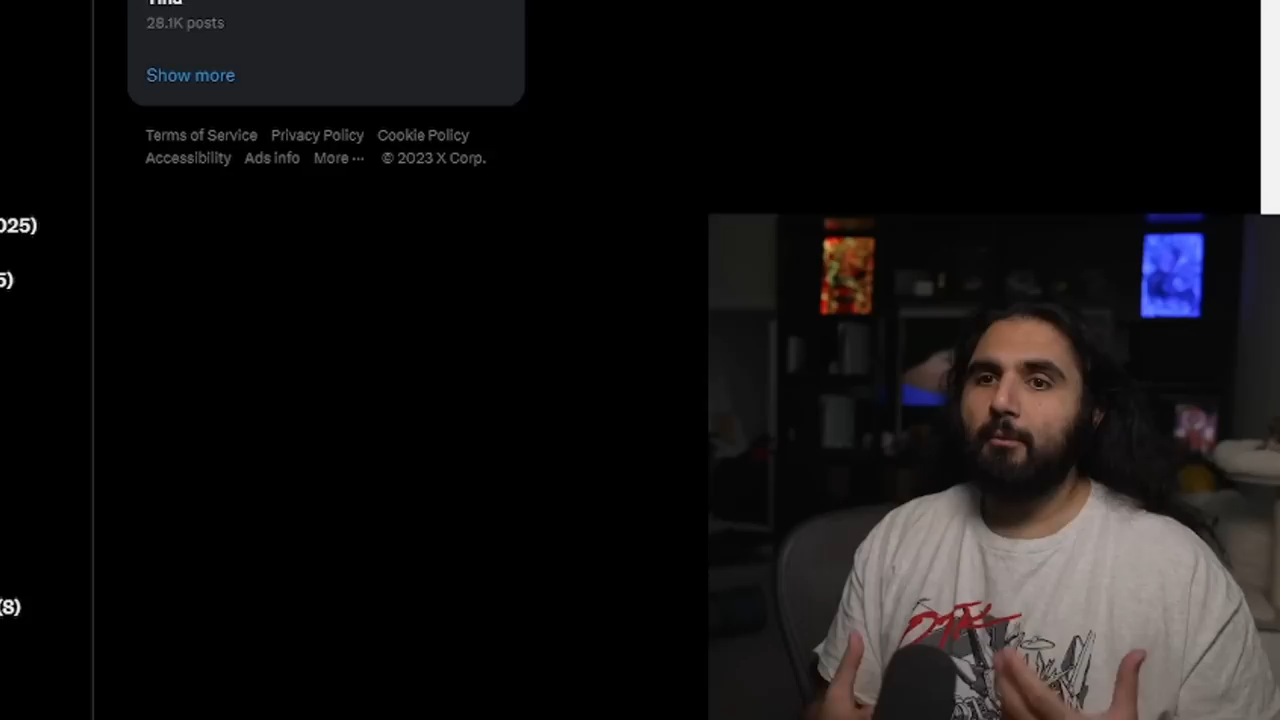 28.1K posts
Show more
Terms of Service Privacy Policy Cookie Policy
Accessibility Ads info More ··· © 2023 X Corp.
025)
5)
(8)